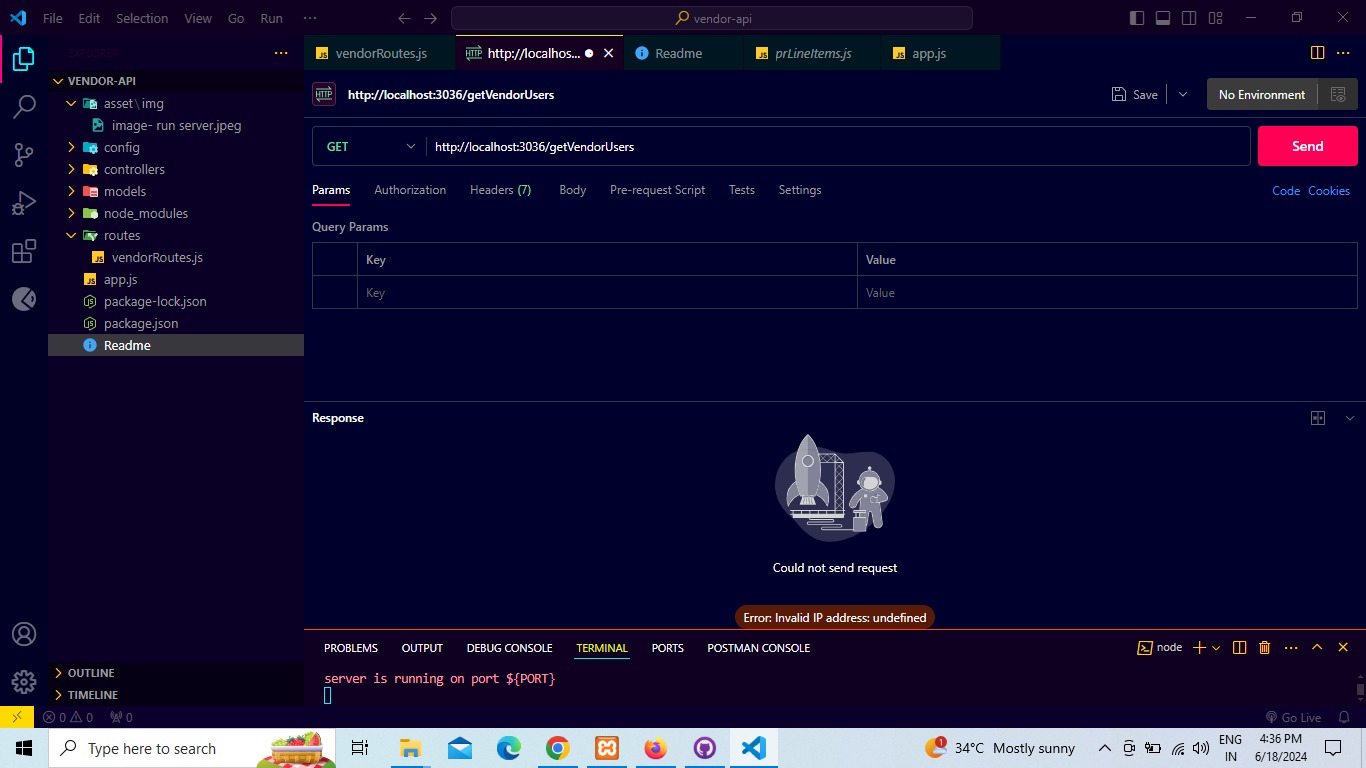 File Edit Selection View Go Run ··· vendor-api
vendorRoutes.js http://localhos... Readme prLineItems.js app.js
VENDOR-API
asset\img
image- run server.jpeg
config
controllers
models
node_modules
routes
vendorRoutes.js
app.js
package-lock.json
package.json
Readme
OUTLINE
TIMELINE
HTTP http://localhost:3036/getVendorUsers Save No Environment
GET http://localhost:3036/getVendorUsers Send
Params Authorization Headers (7) Body Pre-request Script Tests Settings Code Cookies
Query Params
Key Value
Key Value
Response
Could not send request
Error: Invalid IP address: undefined
PROBLEMS OUTPUT DEBUG CONSOLE TERMINAL PORTS POSTMAN CONSOLE node
server is running on port ${PORT}
0 0 0 Go Live
Type here to search 1 34°C Mostly sunny ENG 4:36 PM
IN 6/18/2024